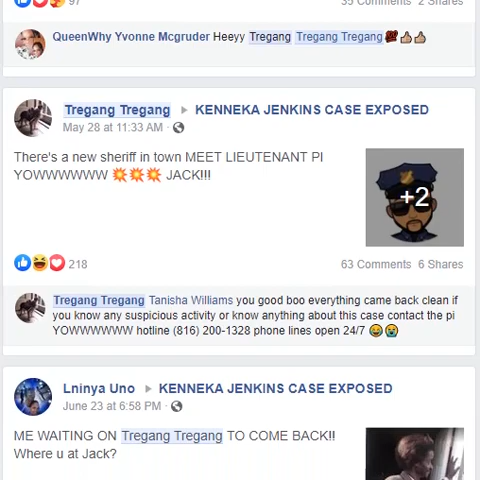 97
35 Comments 2 Shares
QueenWhy Yvonne Mcgruder Heeyy Tregang Tregang Tregang💯👍🏼👍🏼
Tregang Tregang ▸ KENNEKA JENKINS CASE EXPOSED
May 28 at 11:33 AM ·
There's a new sheriff in town MEET LIEUTENANT PI
YOWWWWWW 💥💥💥 JACK!!!
+2
218
63 Comments 6 Shares
Tregang Tregang Tanisha Williams you good boo everything came back clean if
you know any suspicious activity or know anything about this case contact the pi
YOWWWWWW hotline (816) 200-1328 phone lines open 24/7 😂😭
Lninya Uno ▸ KENNEKA JENKINS CASE EXPOSED
June 23 at 6:58 PM ·
ME WAITING ON Tregang Tregang TO COME BACK!!
Where u at Jack?